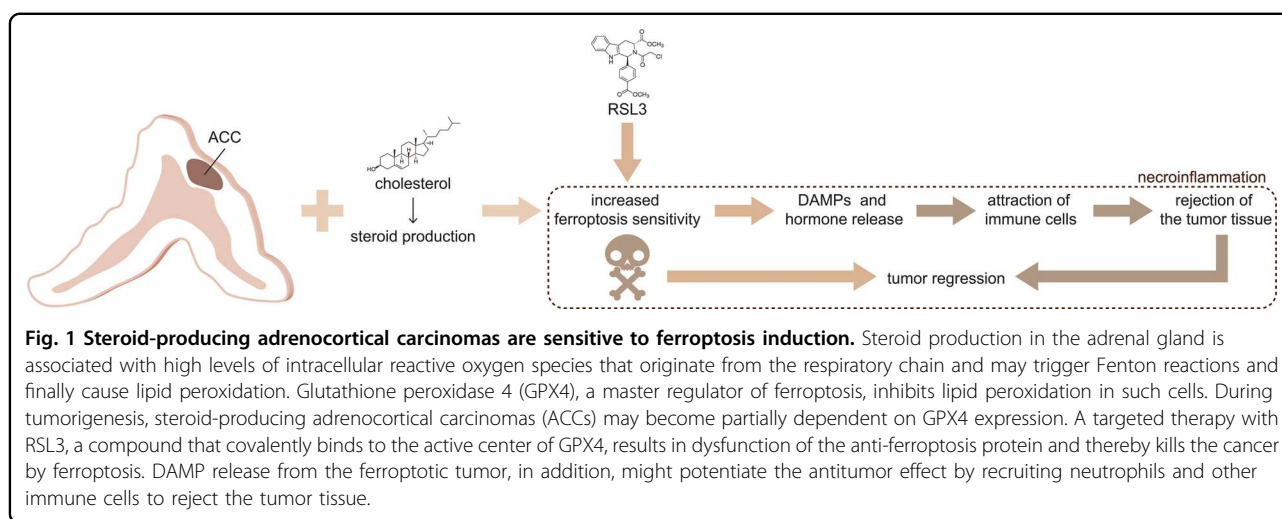 OCH₃
O
N
H
N
O
Cl
O
OCH₃
RSL3
ACC
H
H
H
H
HO
cholesterol
steroid production
necroinflammation
increased
ferroptosis sensitivity
DAMPs and
hormone release
attraction of
immune cells
rejection of
the tumor tissue
tumor regression
Fig. 1 Steroid-producing adrenocortical carcinomas are sensitive to ferroptosis induction. Steroid production in the adrenal gland is
associated with high levels of intracellular reactive oxygen species that originate from the respiratory chain and may trigger Fenton reactions and
finally cause lipid peroxidation. Glutathione peroxidase 4 (GPX4), a master regulator of ferroptosis, inhibits lipid peroxidation in such cells. During
tumorigenesis, steroid-producing adrenocortical carcinomas (ACCs) may become partially dependent on GPX4 expression. A targeted therapy with
RSL3, a compound that covalently binds to the active center of GPX4, results in dysfunction of the anti-ferroptosis protein and thereby kills the cancer
by ferroptosis. DAMP release from the ferroptotic tumor, in addition, might potentiate the antitumor effect by recruiting neutrophils and other
immune cells to reject the tumor tissue.